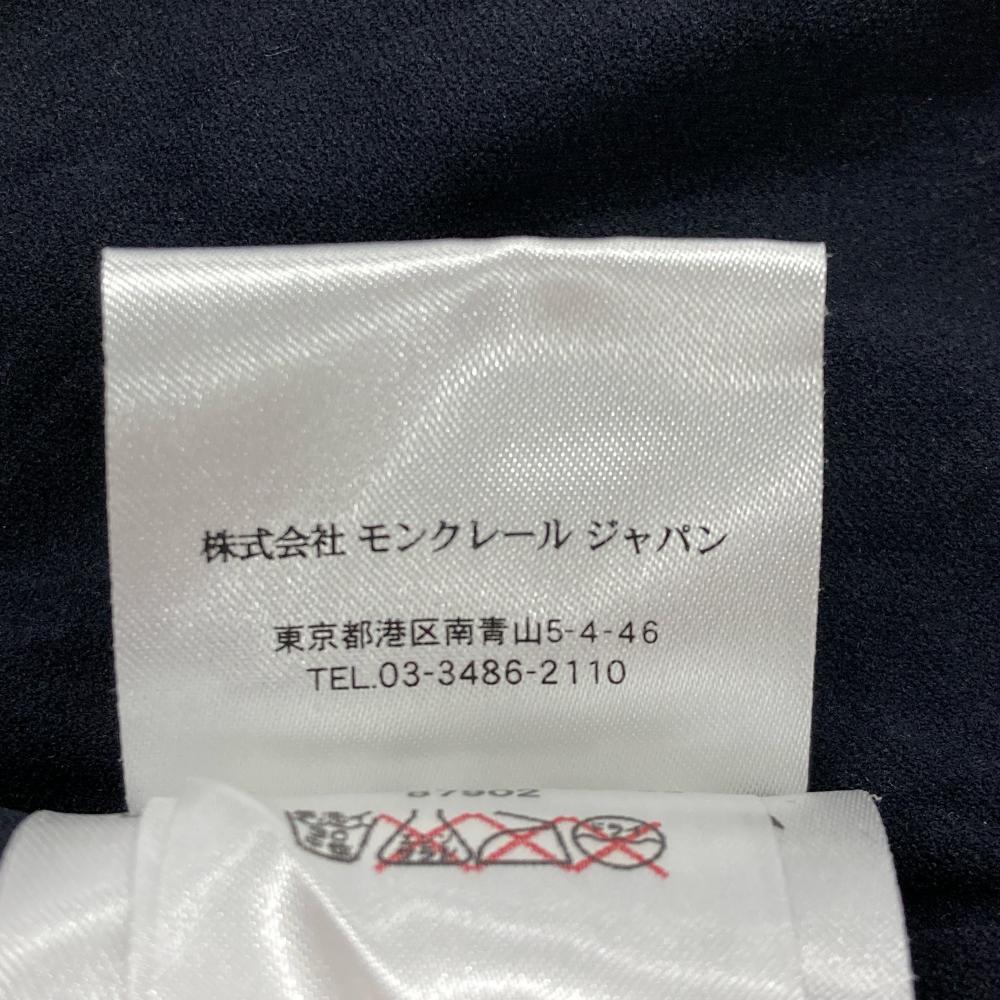 株式会社 モンクレール ジャパン
東京都港区南青山5-4-46
TEL.03-3486-2110
87902